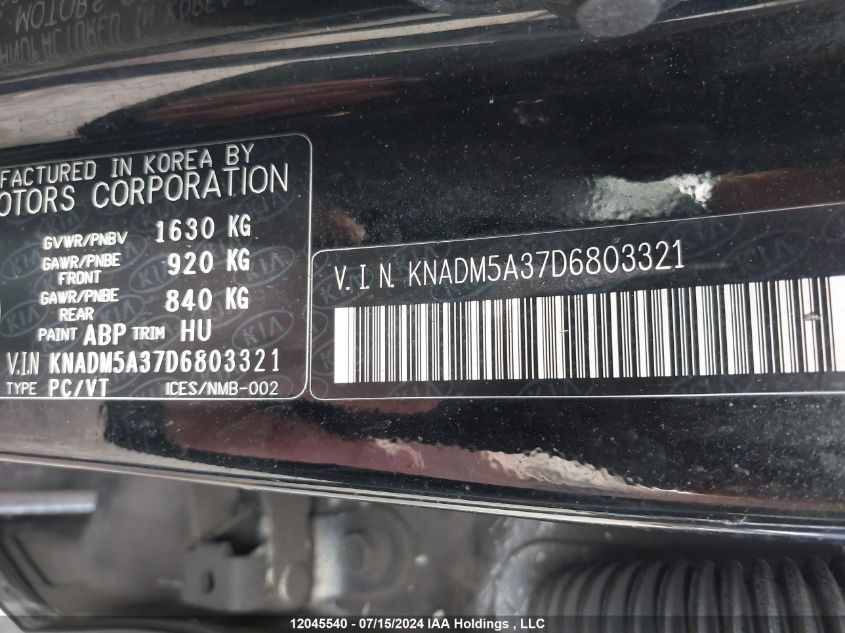 FACTURED IN KOREA BY
OTORS CORPORATION
GVWR/PNBV 1630 KG
GAWR/PNBE FRONT 920 KG
GAWR/PNBE REAR 840 KG
PAINT ABP TRIM HU
V.I.N KNADM5A37D6803321
TYPE PC/VT ICES/NMB-002
V. I. N. KNADM5A37D6803321
KIA
12045540 - 07/15/2024 IAA Holdings , LLC